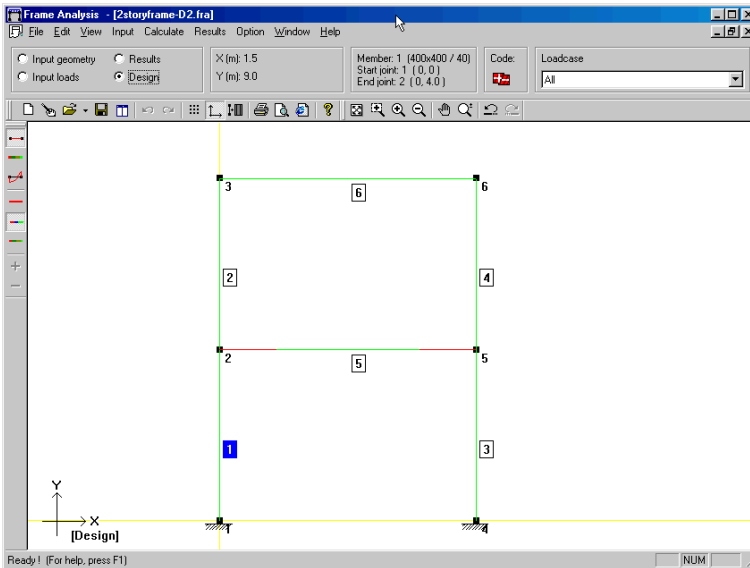 Frame Analysis - [2storyframe-D2.fra]
File Edit View Input Calculate Results Option Window Help
Input geometry
Results
Input loads
Design
X (m): 1.5
Y (m): 9.0
Member: 1 (400x400 / 40)
Start joint: 1 ( 0, 0 )
End joint: 2 ( 0, 4.0 )
Code:
Loadcase
All
3
6
6
2
4
2
5
5
1
3
Y
X
[Design]
1
4
Ready ! (For help, press F1)
NUM